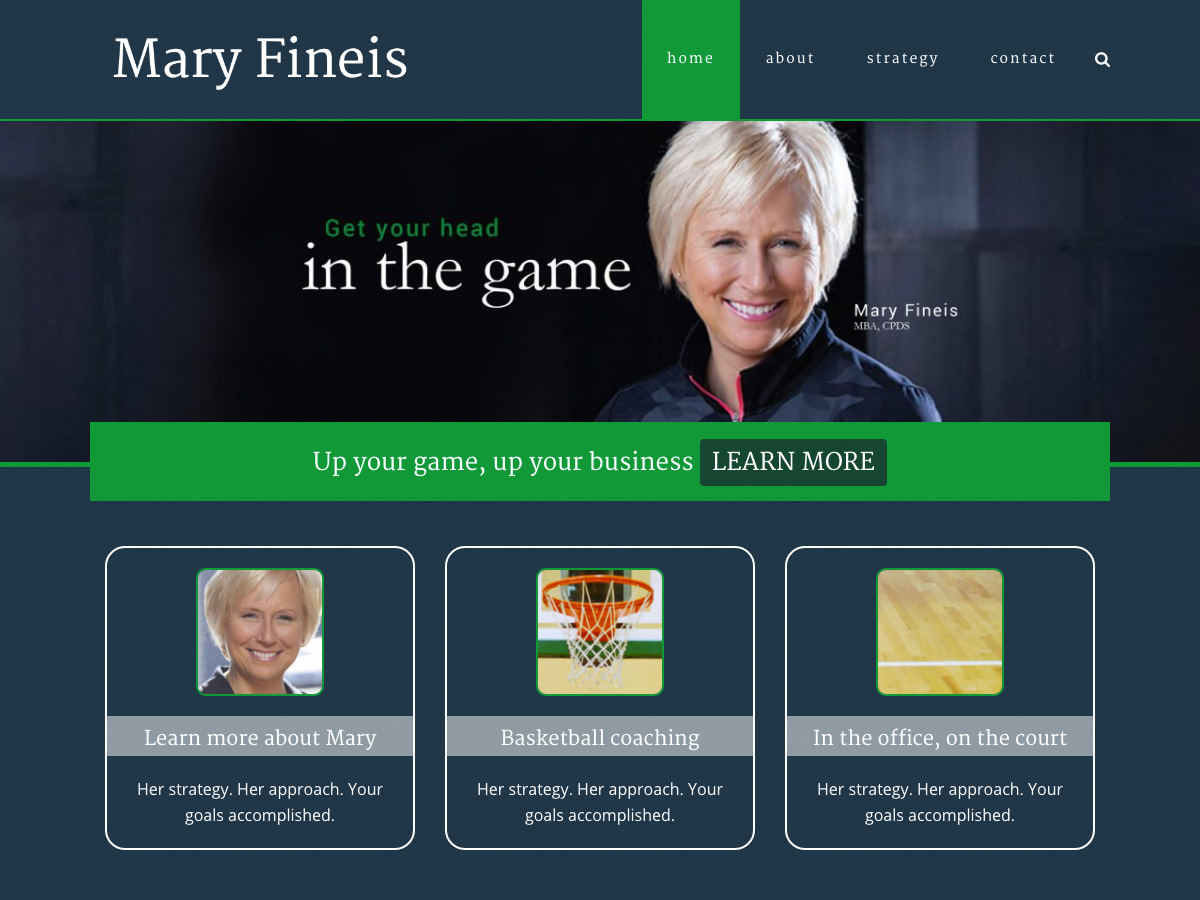 Mary Fineis
home
about
strategy
contact
Get your head
in the game
Mary Fineis
MBA, CPDS
Up your game, up your business LEARN MORE
Learn more about Mary
Her strategy. Her approach. Your
goals accomplished.
Basketball coaching
Her strategy. Her approach. Your
goals accomplished.
In the office, on the court
Her strategy. Her approach. Your
goals accomplished.